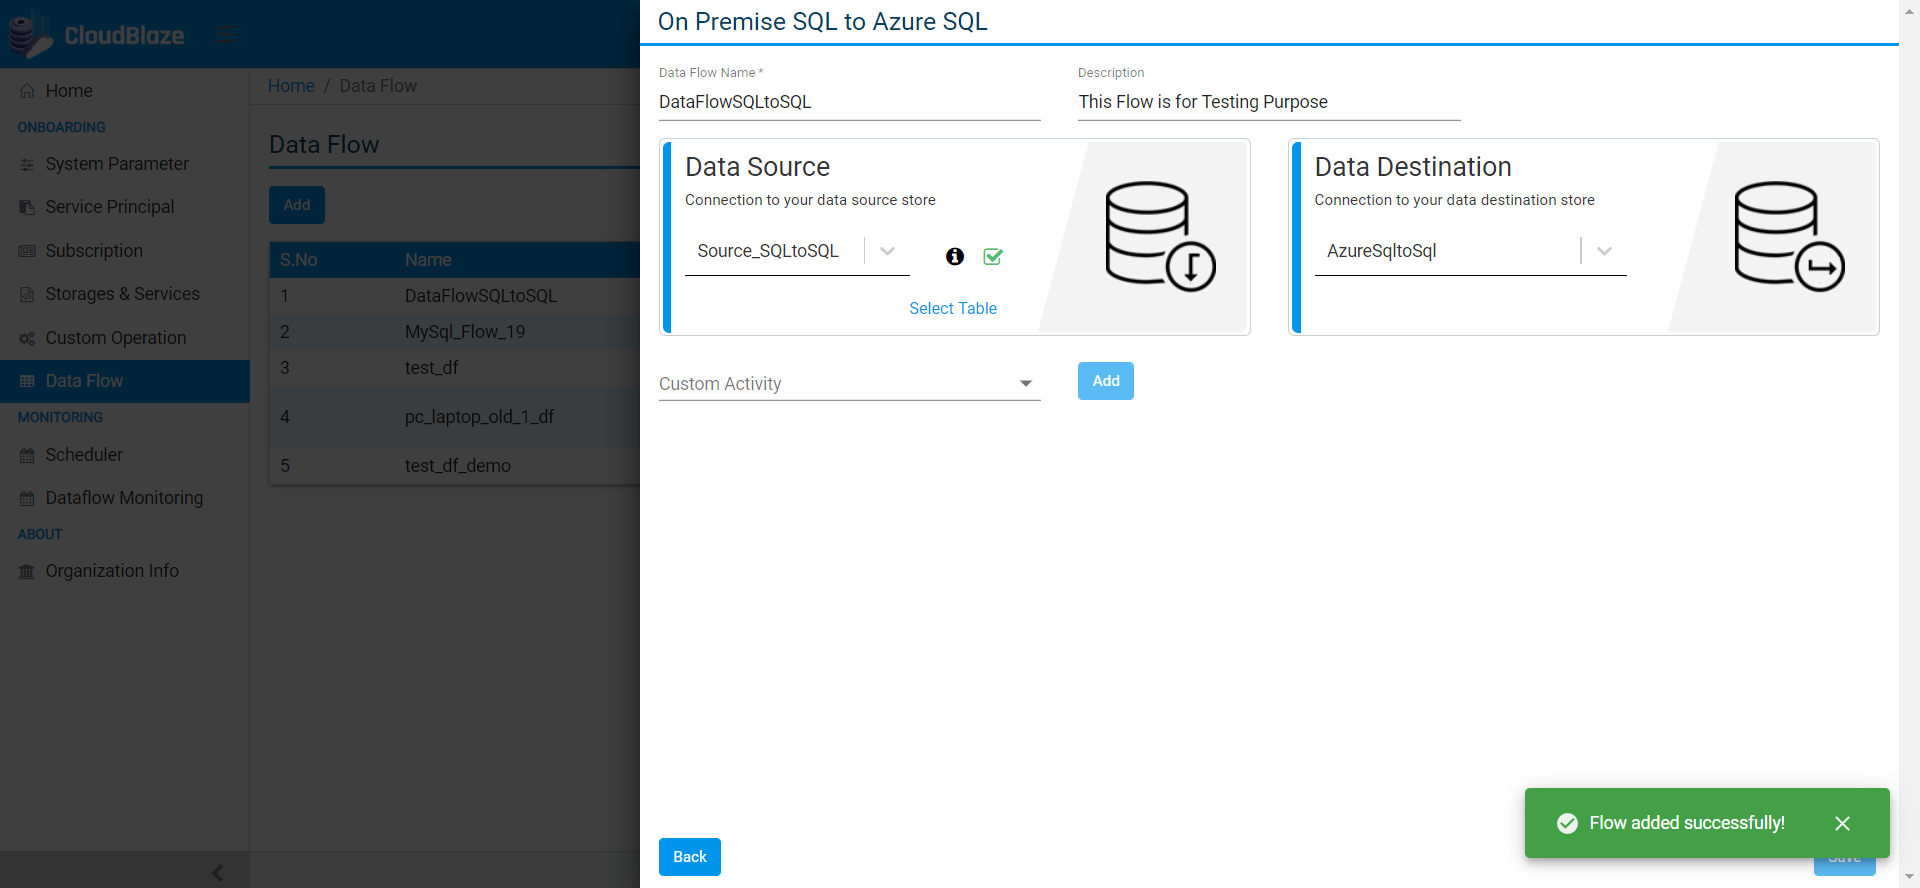 CloudBlaze
Home
ONBOARDING
System Parameter
Service Principal
Subscription
Storages & Services
Custom Operation
Data Flow
MONITORING
Scheduler
Dataflow Monitoring
ABOUT
Organization Info
Home / Data Flow
Data Flow
Add
S.No Name
1 DataFlowSQLtoSQL
2 MySql_Flow_19
3 test_df
4 pc_laptop_old_1_df
5 test_df_demo
On Premise SQL to Azure SQL
Data Flow Name *
DataFlowSQLtoSQL
Description
This Flow is for Testing Purpose
Data Source
Connection to your data source store
Source_SQLtoSQL
Select Table
Data Destination
Connection to your data destination store
AzureSqltoSql
Custom Activity
Add
Flow added successfully!
Back
Save